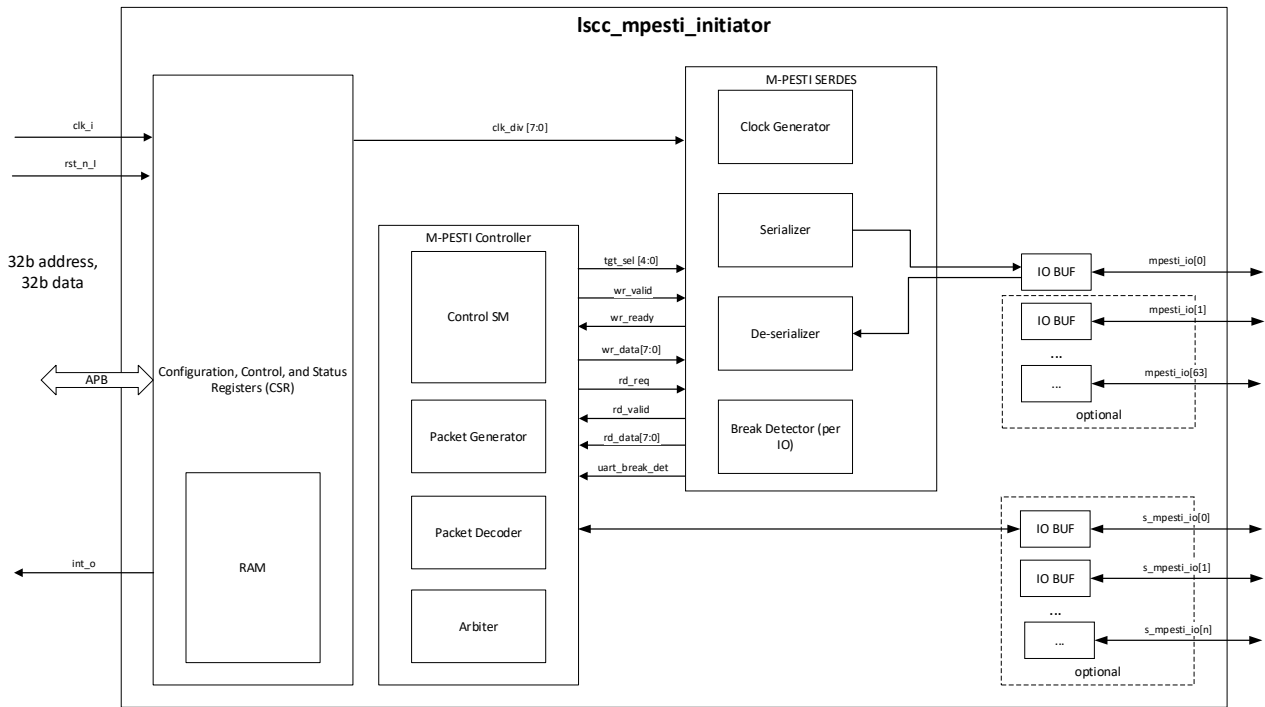 lscc_mpesti_initiator
clk_i
rst_n_I
32b address,
32b data
APB
int_o
Configuration, Control, and Status
Registers (CSR)
RAM
clk_div [7:0]
M-PESTI Controller
Control SM
Packet Generator
Packet Decoder
Arbiter
tgt_sel [4:0]
wr_valid
wr_ready
wr_data[7:0]
rd_req
rd_valid
rd_data[7:0]
uart_break_det
M-PESTI SERDES
Clock Generator
Serializer
De-serializer
Break Detector (per
IO)
IO BUF
mpesti_io[0]
IO BUF
mpesti_io[1]
...
...
mpesti_io[63]
optional
IO BUF
s_mpesti_io[0]
IO BUF
s_mpesti_io[1]
...
...
s_mpesti_io[n]
optional